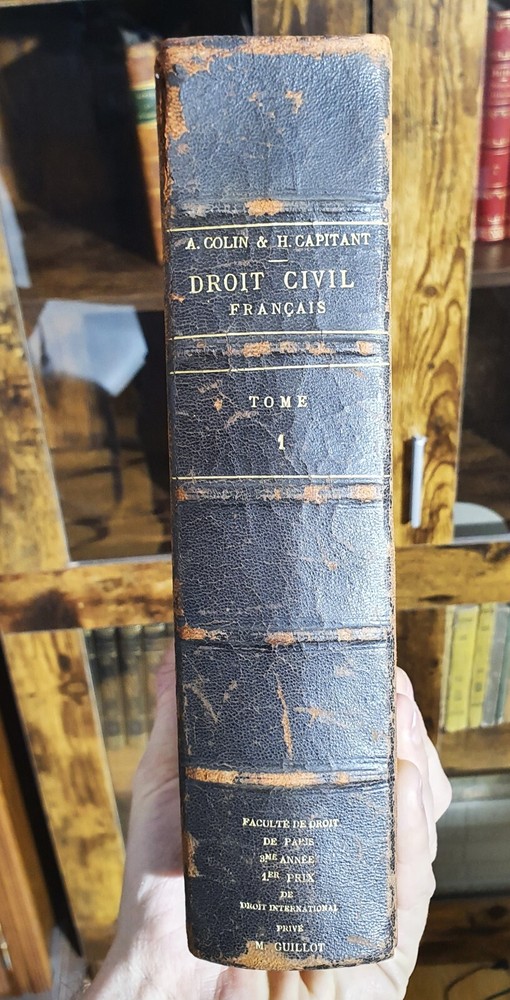 A. COLIN & H. CAPITANT
DROIT CIVIL
FRANÇAIS
TOME
1
FACULTÉ DE DROIT
DE PARIS
3ME ANNÉE
1ER PRIX
DE
DROIT INTERNATIONAL
PRIVÉ
M. GUILLOT